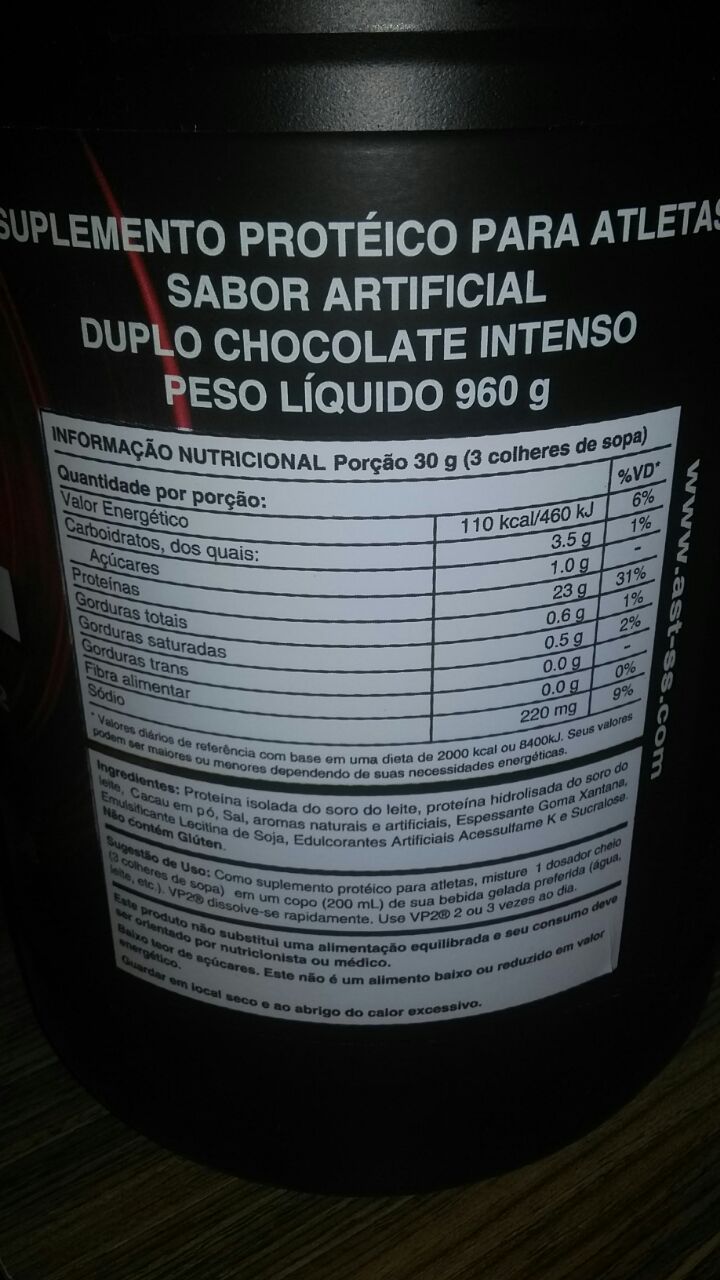 SUPLEMENTO PROTÉICO PARA ATLETAS
SABOR ARTIFICIAL
DUPLO CHOCOLATE INTENSO
PESO LÍQUIDO 960 g
INFORMAÇÃO NUTRICIONAL Porção 30 g (3 colheres de sopa)
Quantidade por porção: %VD*
Valor Energético 110 kcal/460 kJ 6%
Carboidratos, dos quais: 3.5 g 1%
Açúcares 1.0 g -
Proteínas 23 g 31%
Gorduras totais 0.6 g 1%
Gorduras saturadas 0.5 g 2%
Gorduras trans 0.0 g -
Fibra alimentar 0.0 g 0%
Sódio 220 mg 9%
* Valores diários de referência com base em uma dieta de 2000 kcal ou 8400kJ. Seus valores
podem ser maiores ou menores dependendo de suas necessidades energéticas.
Ingredientes: Proteína isolada do soro do leite, proteína hidrolisada do soro do
leite, Cacau em pó, Sal, aromas naturais e artificiais, Espessante Goma Xantana,
Emulsificante Lecitina de Soja, Edulcorantes Artificiais Acessulfame K e Sucralose.
Não contém Glúten.
Sugestão de Uso: Como suplemento protéico para atletas, misture 1 dosador cheio
(3 colheres de sopa) em um copo (200 mL) de sua bebida gelada preferida (água,
leite, etc.). VP2® dissolve-se rapidamente. Use VP2® 2 ou 3 vezes ao dia.
Este produto não substitui uma alimentação equilibrada e seu consumo deve
ser orientado por nutricionista ou médico.
Baixo teor de açúcares. Este não é um alimento baixo ou reduzido em valor
energético.
Guardar em local seco e ao abrigo do calor excessivo.
www.ast-ss.com